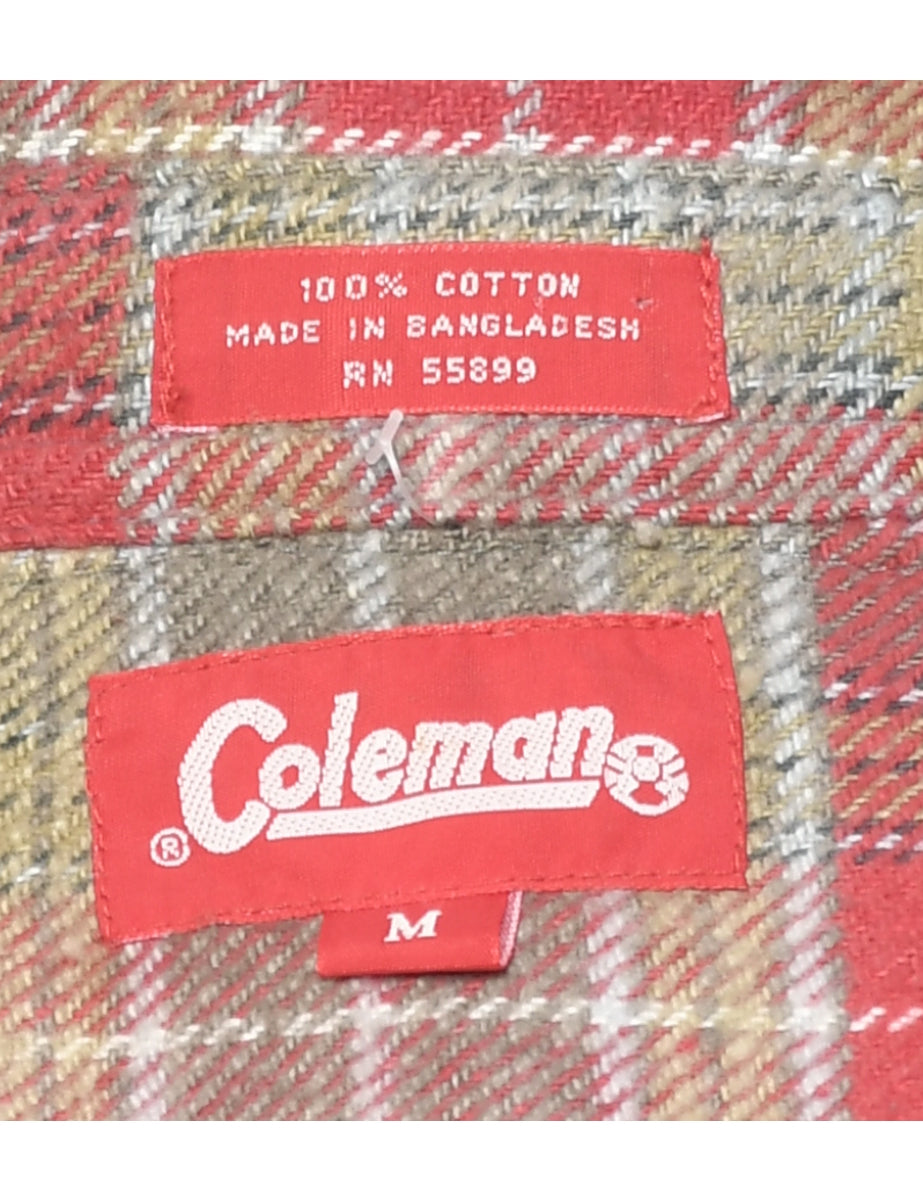 100% COTTON
MADE IN BANGLADESH
RN 55899
Coleman
®
M